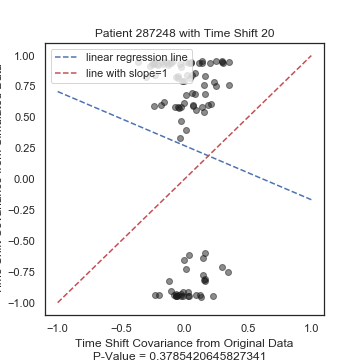 Patient 287248 with Time Shift 20
linear regression line
line with slope=1
1.00
0.75
0.50
0.25
0.00
−0.25
−0.50
−0.75
−1.00
−1.0
−0.5
0.0
0.5
1.0
Time Shift Covariance from Original Data
P-Value = 0.3785420645827341